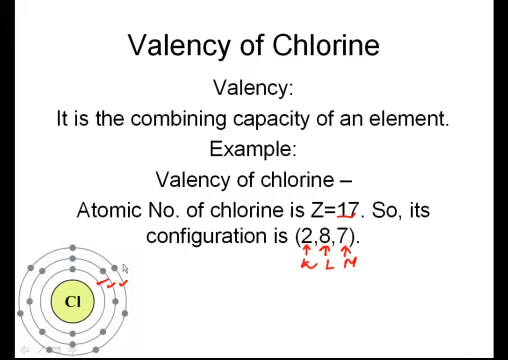 Valency of Chlorine
Valency:
It is the combining capacity of an element.
Example:
Valency of chlorine –
Atomic No. of chlorine is Z=17. So, its
configuration is (2,8,7).
K L M
Cl